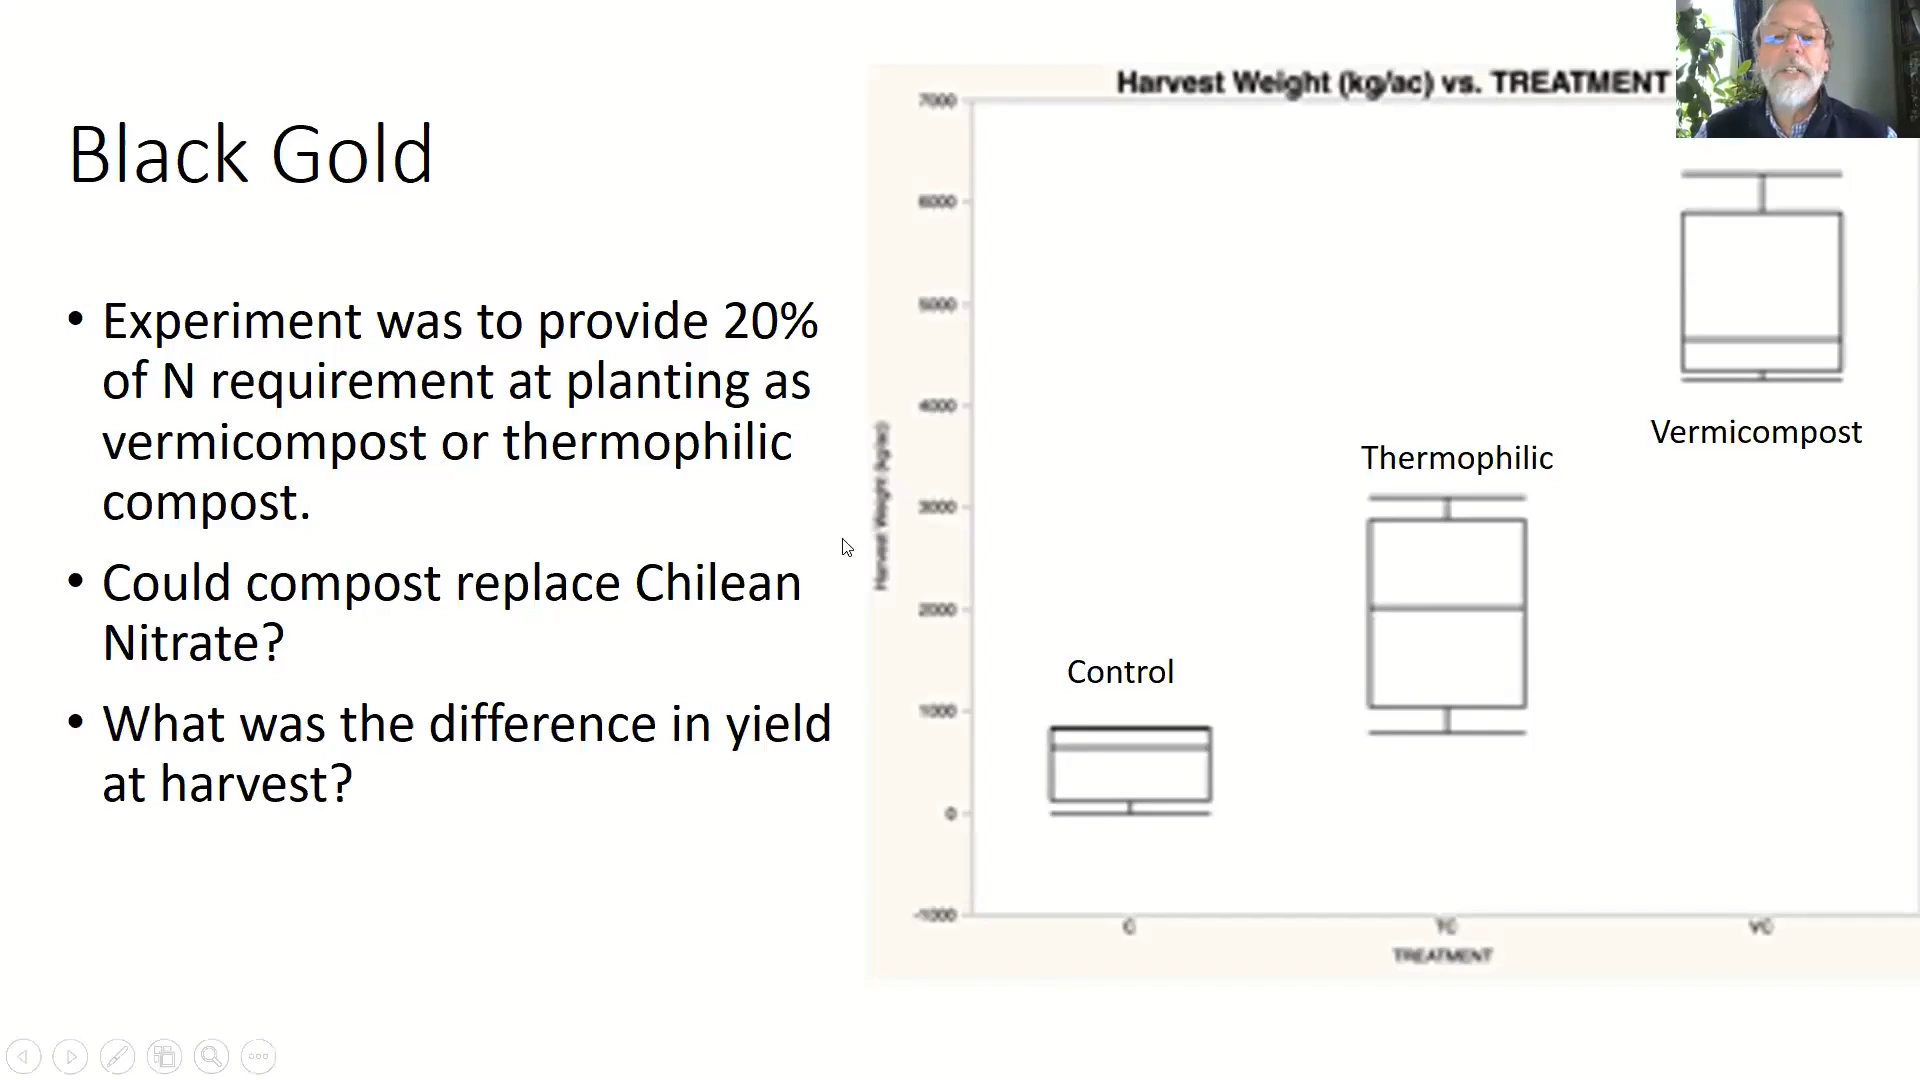 Black Gold
• Experiment was to provide 20%
of N requirement at planting as
vermicompost or thermophilic
compost.
• Could compost replace Chilean
Nitrate?
• What was the difference in yield
at harvest?
Harvest Weight (kg/ac) vs. TREATMENT
7000
6000
5000
4000
3000
2000
1000
0
-1000
Harvest Weight (kg/ac)
Control
Thermophilic
Vermicompost
C
TC
VC
TREATMENT